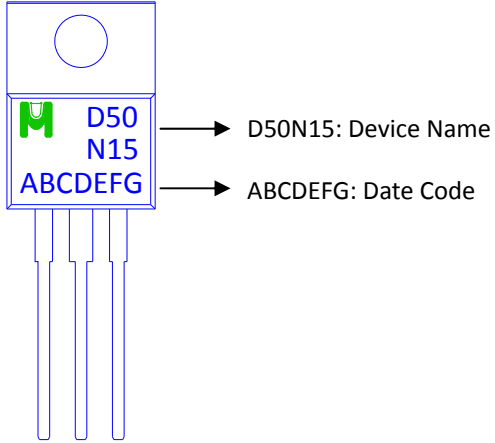 D50
N15
ABCDEFG
D50N15: Device Name
ABCDEFG: Date Code